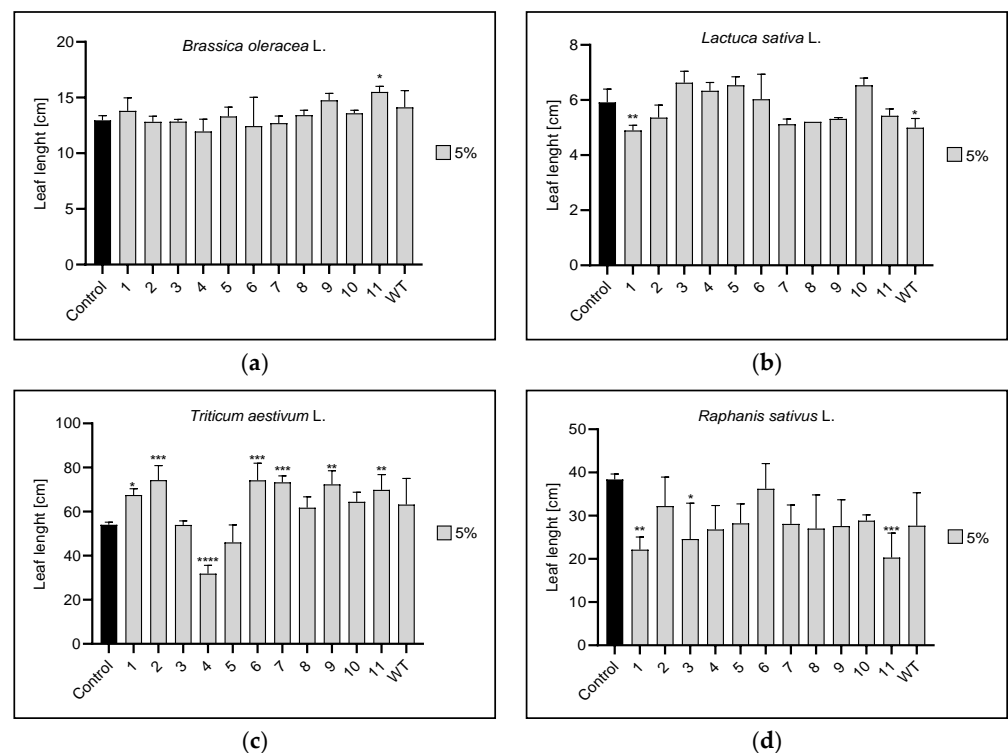 Brassica oleracea L.
20
15
10
5
0
Leaf lenght [cm]
*
5%
Control 1 2 3 4 5 6 7 8 9 10 11 WT
(a)
Lactuca sativa L.
8
6
4
2
0
Leaf lenght [cm]
** *
5%
Control 1 2 3 4 5 6 7 8 9 10 11 WT
(b)
Triticum aestivum L.
100
80
60
40
20
0
Leaf lenght [cm]
* *** **** *** *** ** **
5%
Control 1 2 3 4 5 6 7 8 9 10 11 WT
(c)
Raphanis sativus L.
50
40
30
20
10
0
Leaf lenght [cm]
** * ***
5%
Control 1 2 3 4 5 6 7 8 9 10 11 WT
(d)